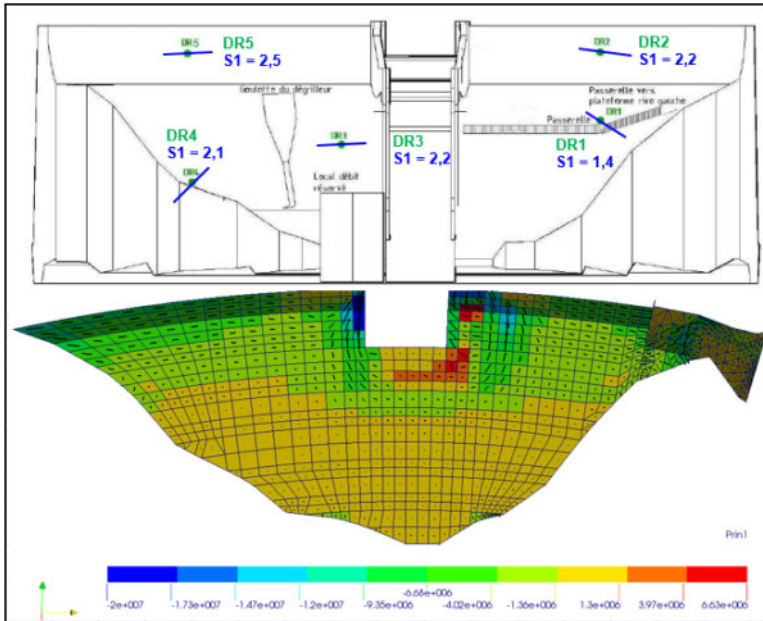 DR5
DR5
S1 = 2,5
DR2
DR2
S1 = 2,2
Goulotte du dégrilleur
Passerelle vers
plateforme rive gauche
DR1
Passerelle
DR4
S1 = 2,1
DR4
DR3
DR3
S1 = 2,2
DR1
S1 = 1,4
Local débit
réservé
Prin1
-2e+007
-1.73e+007
-1.47e+007
-1.2e+007
-9.35e+006
-6.68e+006
-4.02e+006
-1.36e+006
1.3e+006
3.97e+006
6.63e+006